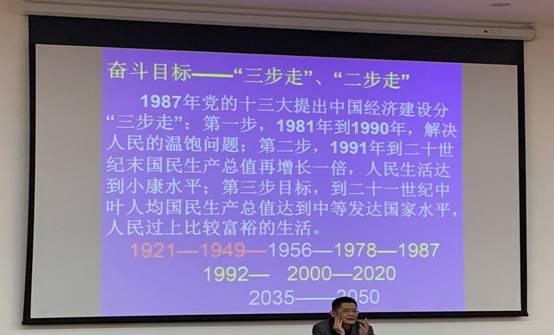 奋斗目标——“三步走”、“二步走”
1987年党的十三大提出中国经济建设分
“三步走”：第一步，1981年到1990年，解决
人民的温饱问题；第二步，1991年到二十世
纪末国民生产总值再增长一倍，人民生活达
到小康水平；第三步目标，到二十一世纪中
叶人均国民生产总值达到中等发达国家水平，
人民过上比较富裕的生活。
1921—1949—1956—1978—1987
1992— 2000—2020
2035——2050